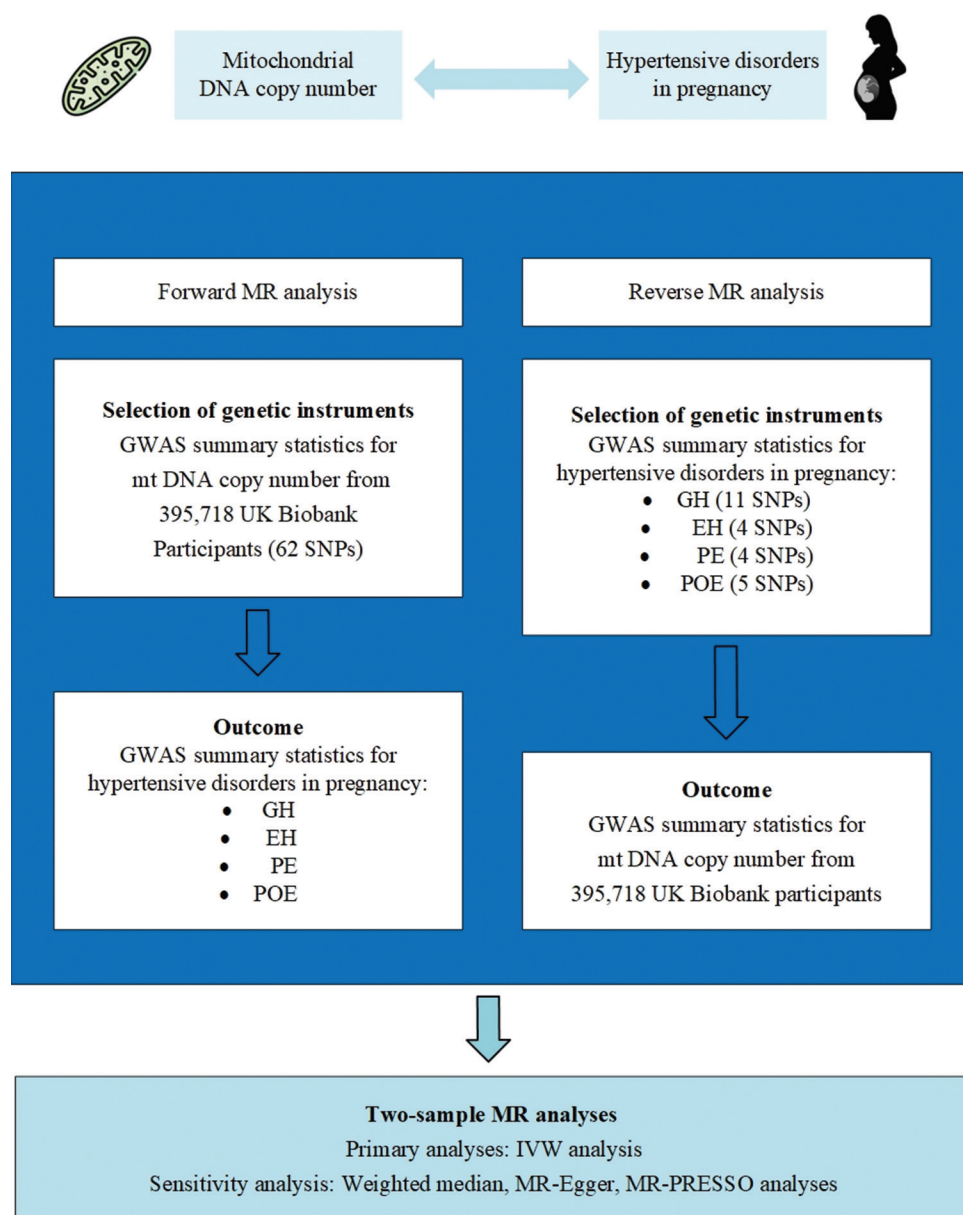 Mitochondrial
DNA copy number
Hypertensive disorders
in pregnancy
Forward MR analysis
Selection of genetic instruments
GWAS summary statistics for
mt DNA copy number from
395,718 UK Biobank
Participants (62 SNPs)
Outcome
GWAS summary statistics for
hypertensive disorders in pregnancy:
• GH
• EH
• PE
• POE
Reverse MR analysis
Selection of genetic instruments
GWAS summary statistics for
hypertensive disorders in pregnancy:
• GH (11 SNPs)
• EH (4 SNPs)
• PE (4 SNPs)
• POE (5 SNPs)
Outcome
GWAS summary statistics for
mt DNA copy number from
395,718 UK Biobank participants
Two-sample MR analyses
Primary analyses: IVW analysis
Sensitivity analysis: Weighted median, MR-Egger, MR-PRESSO analyses